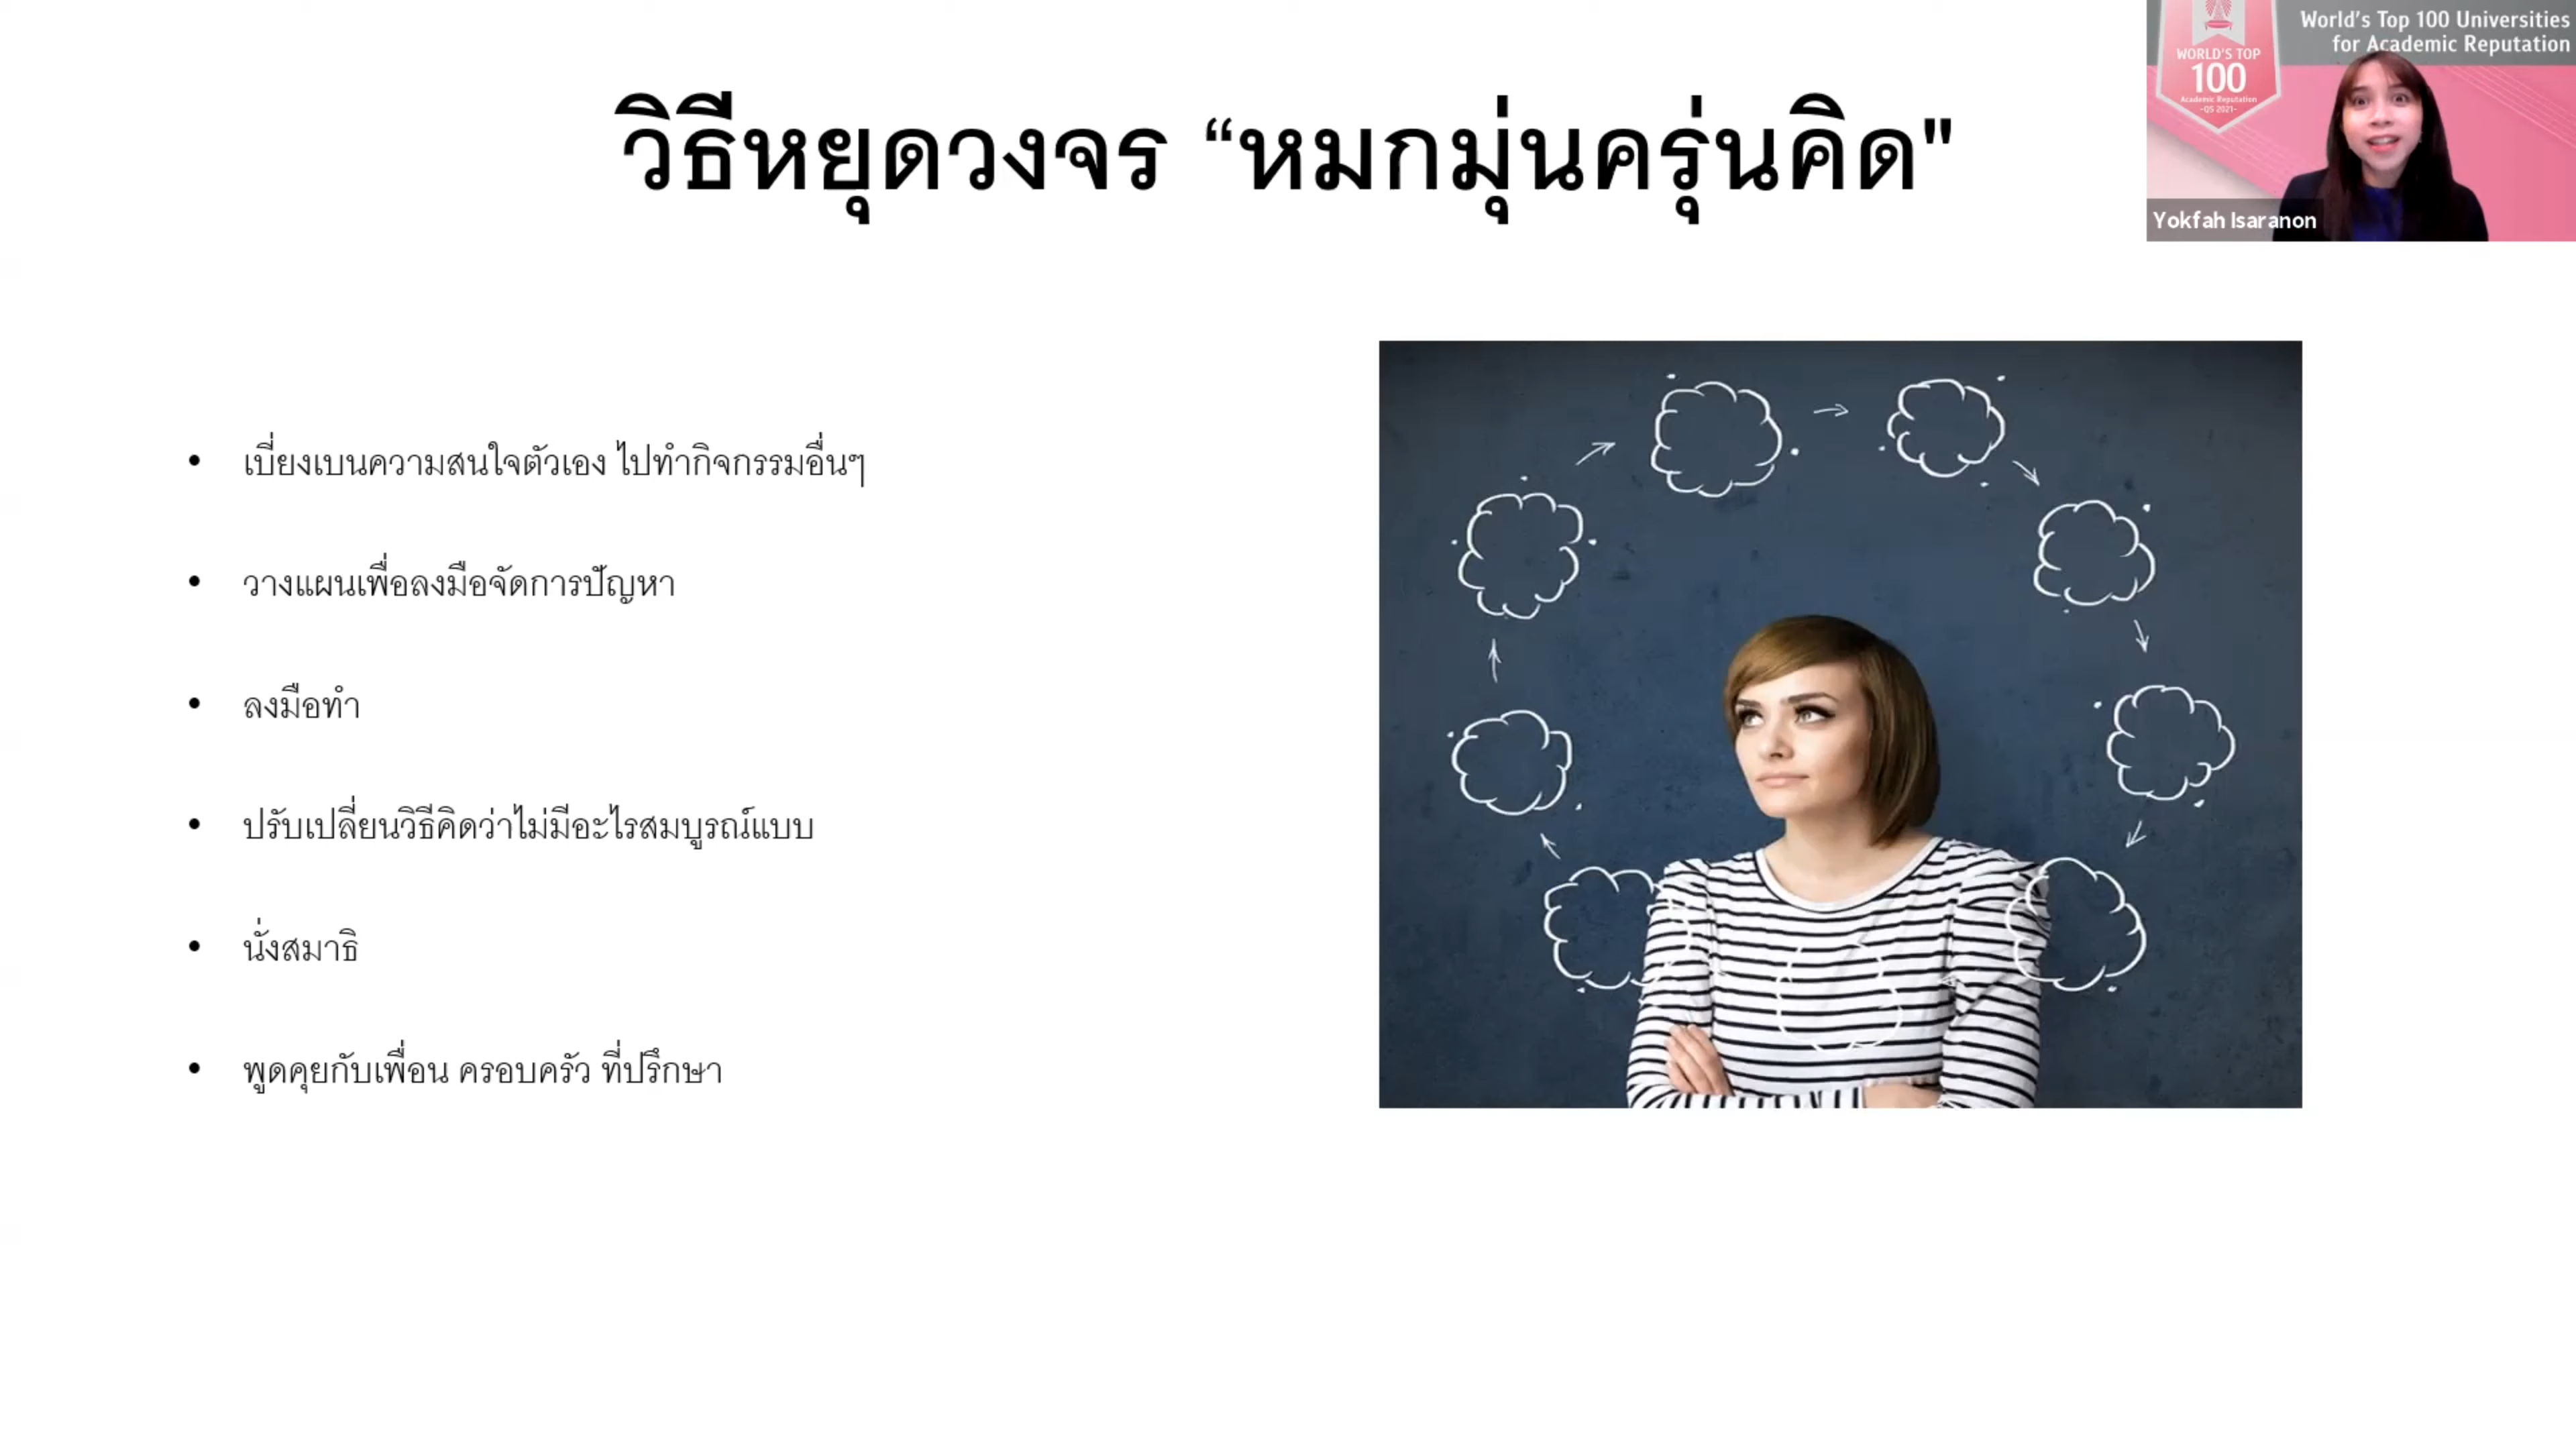 วิธีหยุดวงจร “หมกมุ่นครุ่นคิด"
World's Top 100 Universities
for Academic Reputation
WORLD'S TOP
100
Academic Reputation
-QS 2021-
Yokfah Isaranon
• เบี่ยงเบนความสนใจตัวเอง ไปทำกิจกรรมอื่นๆ
• วางแผนเพื่อลงมือจัดการปัญหา
• ลงมือทำ
• ปรับเปลี่ยนวิธีคิดว่าไม่มีอะไรสมบูรณ์แบบ
• นั่งสมาธิ
• พูดคุยกับเพื่อน ครอบครัว ที่ปรึกษา